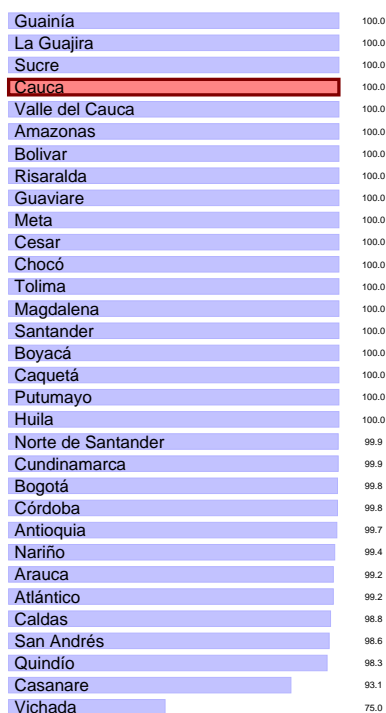 Guainía 100.0
La Guajira 100.0
Sucre 100.0
Cauca 100.0
Valle del Cauca 100.0
Amazonas 100.0
Bolivar 100.0
Risaralda 100.0
Guaviare 100.0
Meta 100.0
Cesar 100.0
Chocó 100.0
Tolima 100.0
Magdalena 100.0
Santander 100.0
Boyacá 100.0
Caquetá 100.0
Putumayo 100.0
Huila 100.0
Norte de Santander 99.9
Cundinamarca 99.9
Bogotá 99.8
Córdoba 99.8
Antioquia 99.7
Nariño 99.4
Arauca 99.2
Atlántico 99.2
Caldas 98.8
San Andrés 98.6
Quindío 98.3
Casanare 93.1
Vichada 75.0